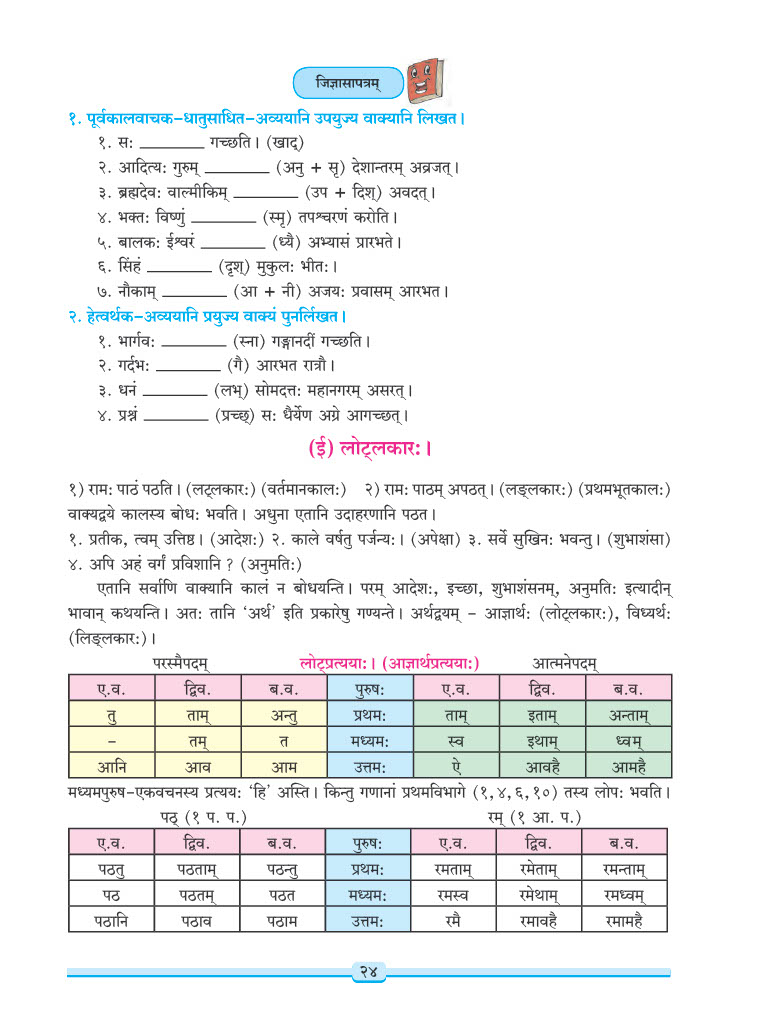 जिज्ञासापत्रम्
१. पूर्वकालवाचक-धातुसाधित-अव्ययानि उपयुज्य वाक्यानि लिखत।
१. स: ________ गच्छति। (खाद्)
२. आदित्य: गुरुम् ________ (अनु + सृ) देशान्तरम् अव्रजत्।
३. ब्रह्मदेव: वाल्मीकिम् ________ (उप + दिश्) अवदत्।
४. भक्त: विष्णुं ________ (स्मृ) तपश्चरणं करोति।
५. बालक: ईश्वरं ________ (ध्यै) अभ्यासं प्रारभते।
६. सिंहं ________ (दृश्) मुकुल: भीत:।
७. नौकाम् ________ (आ + नी) अजय: प्रवासम् आरभत।
२. हेत्वर्थक-अव्ययानि प्रयुज्य वाक्यं पुनर्लिखत।
१. भार्गव: ________ (स्ना) गङ्गानदीं गच्छति।
२. गर्दभ: ________ (गै) आरभत रात्रौ।
३. धनं ________ (लभ्) सोमदत्त: महानगरम् असरत्।
४. प्रश्नं ________ (प्रच्छ्) स: धैर्येण अग्रे आगच्छत्।
(ई) लोट्लकार:।
१) राम: पाठं पठति। (लट्लकार:) (वर्तमानकाल:) २) राम: पाठम् अपठत्। (लङ्लकार:) (प्रथमभूतकाल:)
वाक्यद्वये कालस्य बोध: भवति। अधुना एतानि उदाहरणानि पठत।
१. प्रतीक, त्वम् उत्तिष्ठ। (आदेश:) २. काले वर्षतु पर्जन्य:। (अपेक्षा) ३. सर्वे सुखिन: भवन्तु। (शुभाशंसा)
४. अपि अहं वर्गं प्रविशानि ? (अनुमति:)
एतानि सर्वाणि वाक्यानि कालं न बोधयन्ति। परम् आदेश:, इच्छा, शुभाशंसनम्, अनुमति: इत्यादीन्
भावान् कथयन्ति। अत: तानि ‘अर्थ’ इति प्रकारेषु गण्यन्ते। अर्थद्वयम् - आज्ञार्थ: (लोट्लकार:), विध्यर्थ:
(लिङ्लकार:)।
परस्मैपदम् लोट्प्रत्यया:। (आज्ञार्थप्रत्यया:) आत्मनेपदम्
ए.व. द्विव. ब.व. पुरुष: ए.व. द्विव. ब.व.
तु ताम् अन्तु प्रथम: ताम् इताम् अन्ताम्
- तम् त मध्यम: स्व इथाम् ध्वम्
आनि आव आम उत्तम: ऐ आवहै आमहै
मध्यमपुरुष-एकवचनस्य प्रत्यय: ‘हि’ अस्ति। किन्तु गणानां प्रथमविभागे (१,४,६,१०) तस्य लोप: भवति।
पठ् (१ प. प.) रम् (१ आ. प.)
ए.व. द्विव. ब.व. पुरुष: ए.व. द्विव. ब.व.
पठतु पठताम् पठन्तु प्रथम: रमताम् रमेताम् रमन्ताम्
पठ पठतम् पठत मध्यम: रमस्व रमेथाम् रमध्वम्
पठानि पठाव पठाम उत्तम: रमै रमावहै रमामहै
२४